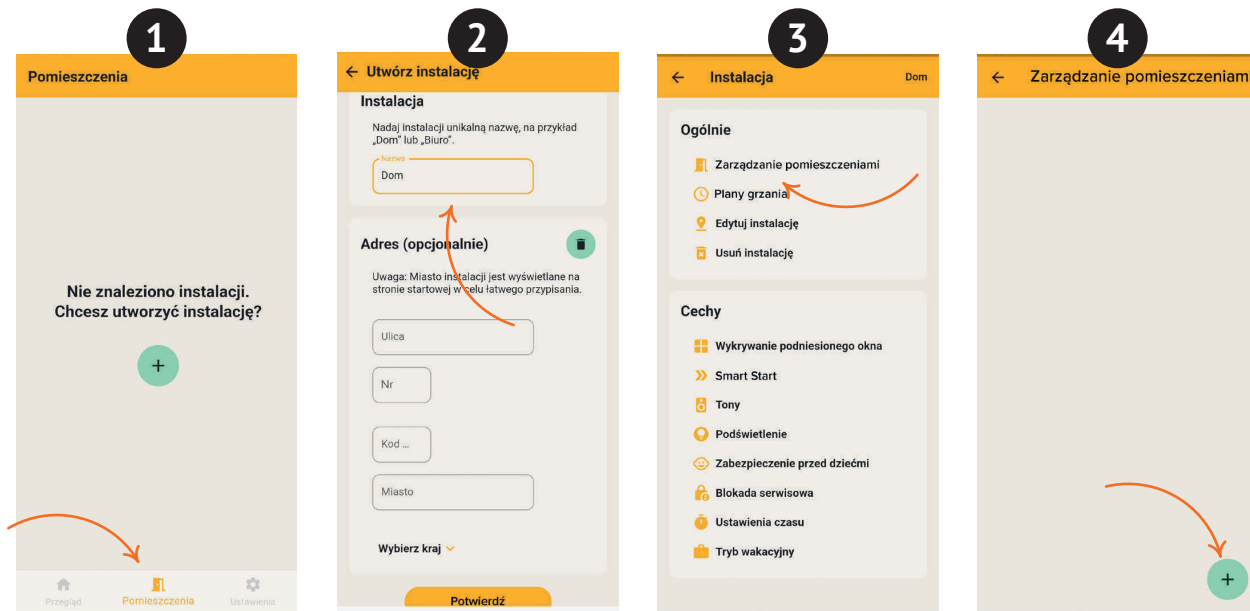 1
Pomieszczenia
Nie znaleziono instalacji.
Chcesz utworzyć instalację?
+
Przegląd
Pomieszczenia
Ustawienia
2
Utwórz instalację
Instalacja
Nadaj instalacji unikalną nazwę, na przykład
„Dom” lub „Biuro”.
Nazwa
Dom
Adres (opcjonalnie)
Uwaga: Miasto instalacji jest wyświetlane na
stronie startowej w celu łatwego przypisania.
Ulica
Nr
Kod ...
Miasto
Wybierz kraj
Potwierdź
3
Instalacja
Dom
Ogólnie
Zarządzanie pomieszczeniami
Plany grzania
Edytuj instalację
Usuń instalację
Cechy
Wykrywanie podniesionego okna
Smart Start
Tony
Podświetlenie
Zabezpieczenie przed dziećmi
Blokada serwisowa
Ustawienia czasu
Tryb wakacyjny
4
Zarządzanie pomieszczeniam
+